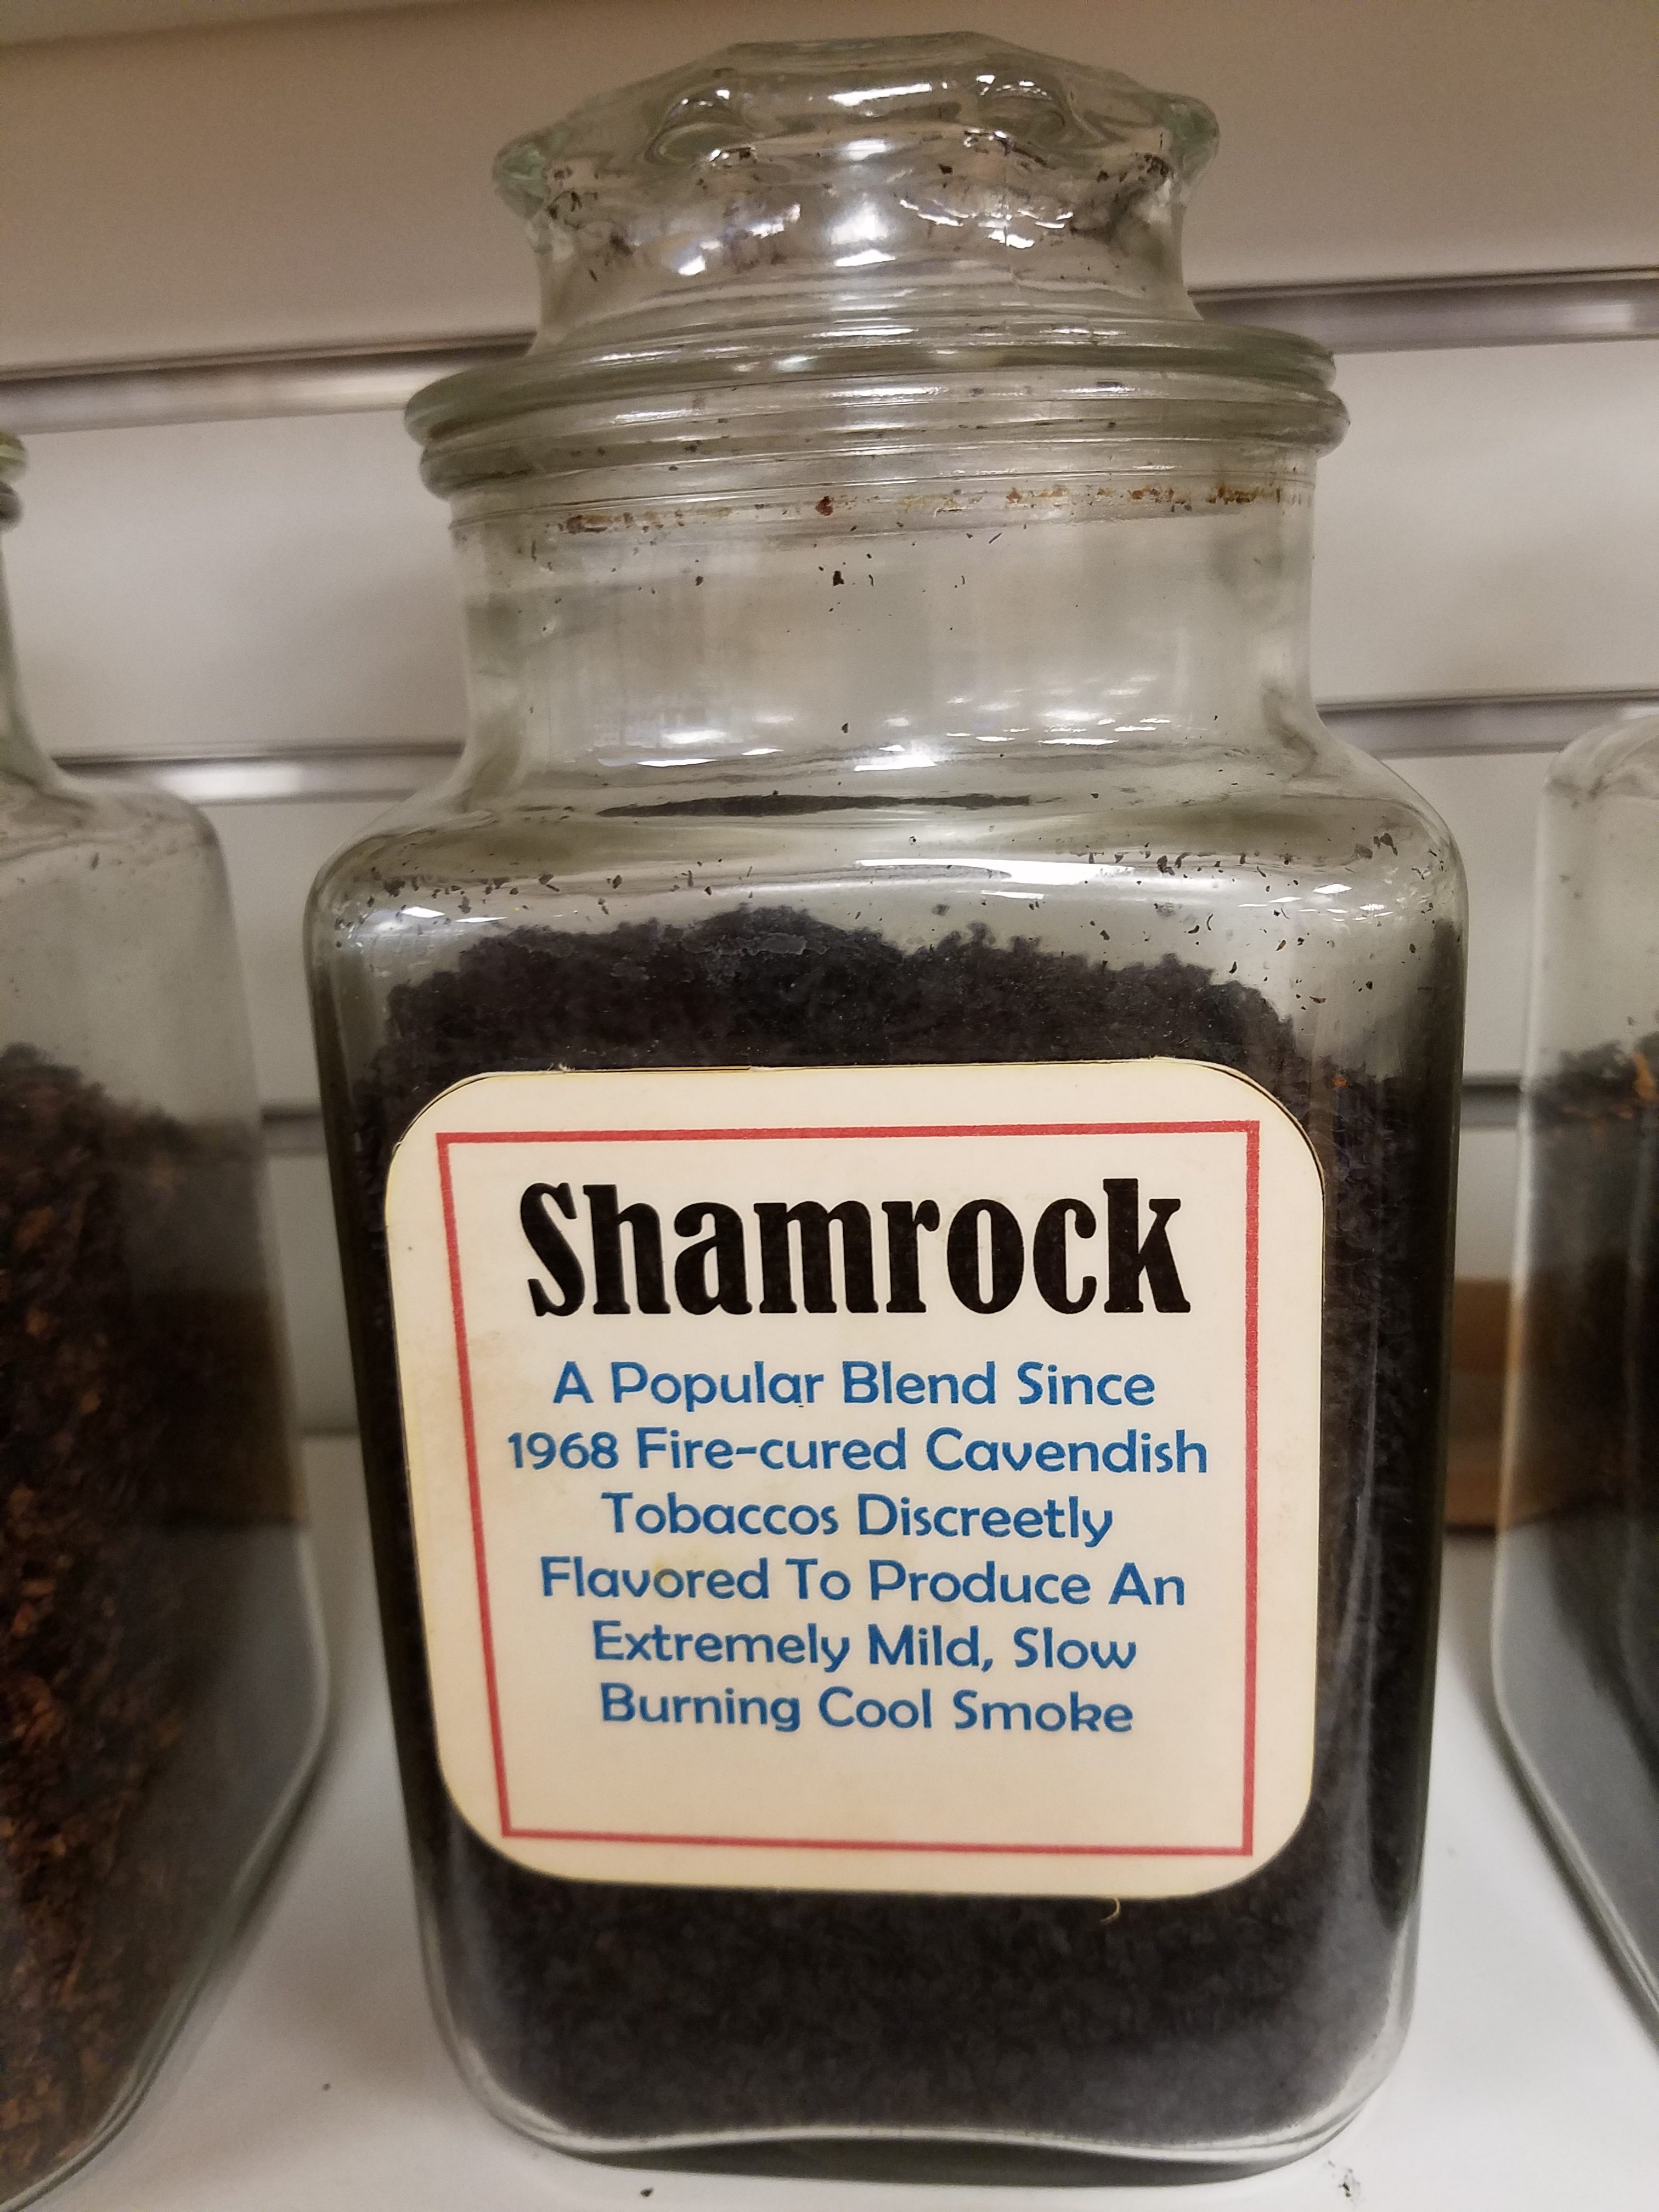 Shamrock
A Popular Blend Since
1968 Fire-cured Cavendish
Tobaccos Discreetly
Flavored To Produce An
Extremely Mild, Slow
Burning Cool Smoke